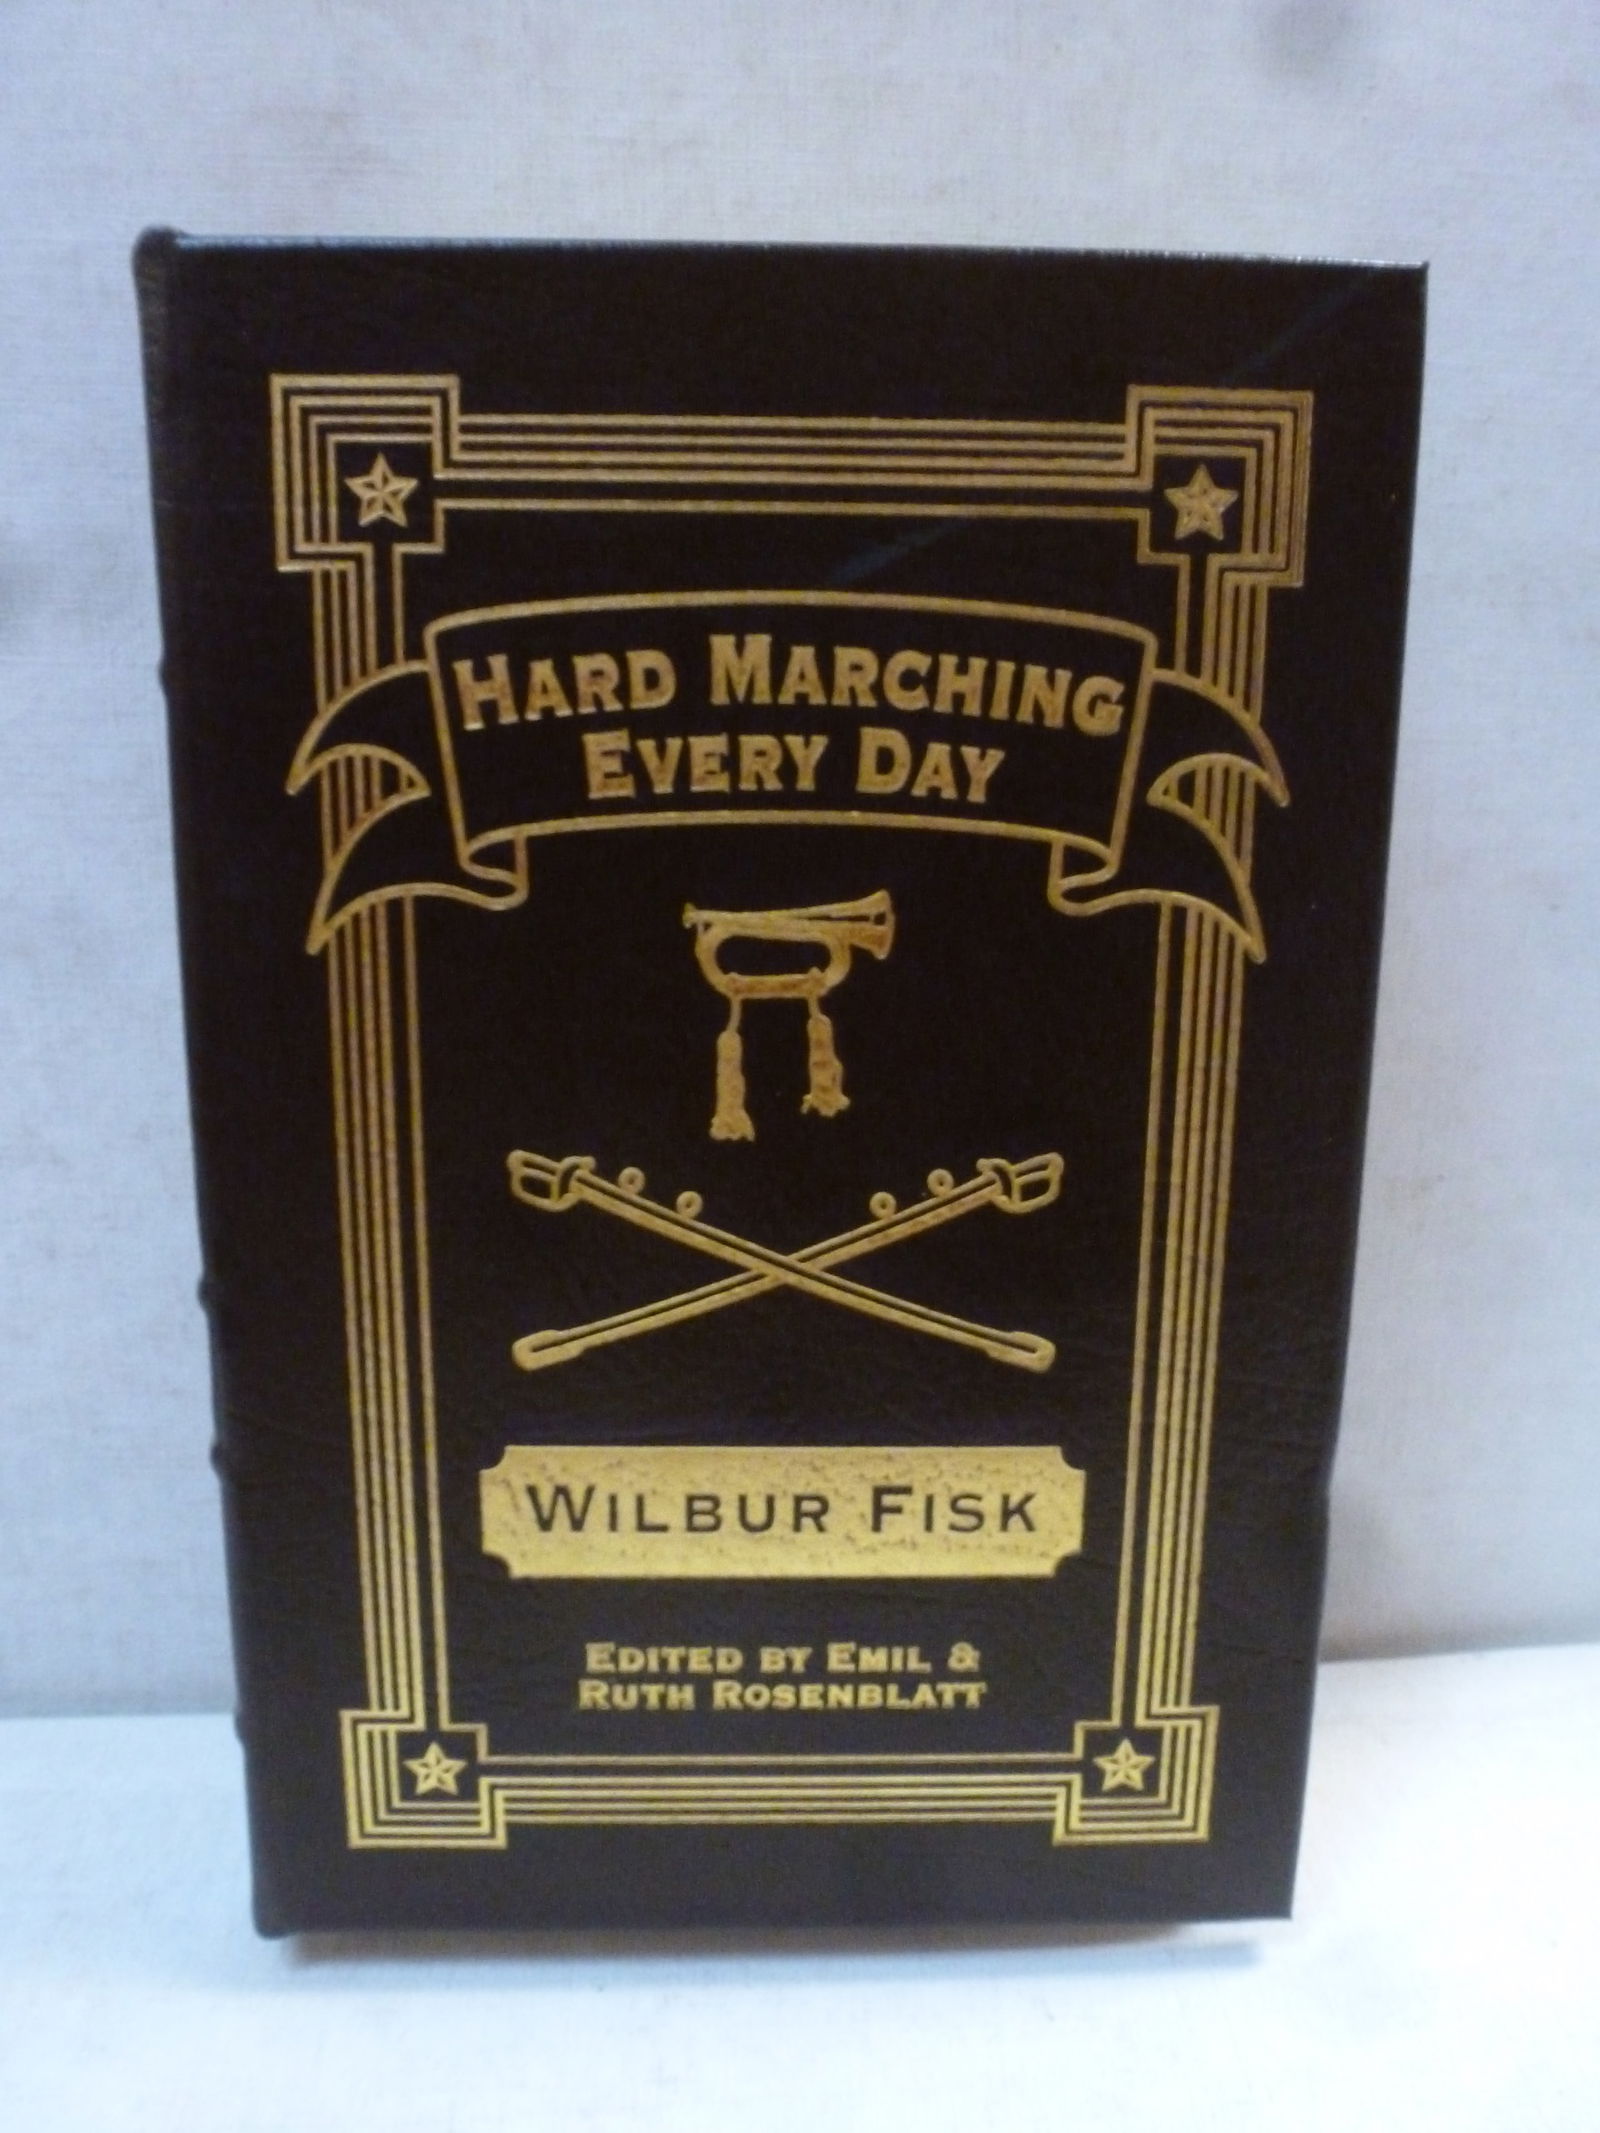 HARD MARCHING
EVERY DAY
WILBUR FISK
EDITED BY EMIL &
RUTH ROSENBLATT